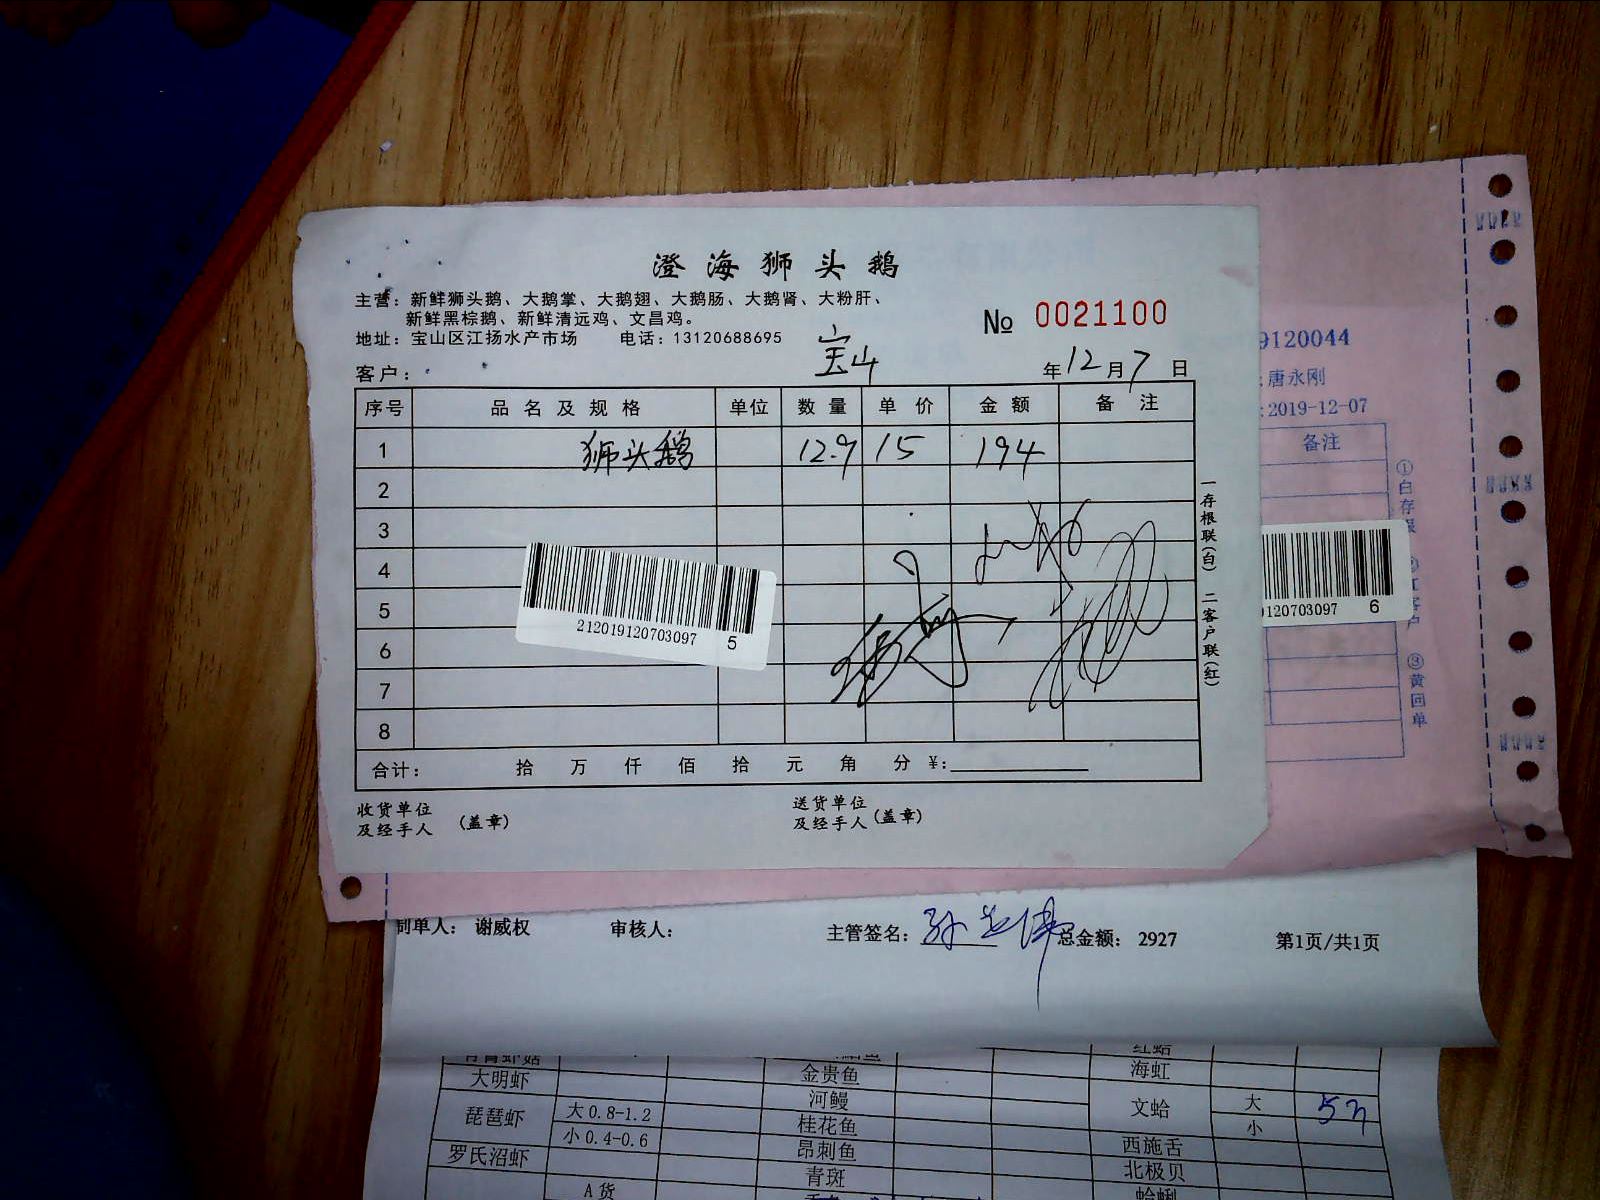 澄海狮头鹅
主营：新鲜狮头鹅、大鹅掌、大鹅翅、大鹅肠、大鹅肾、大粉肝、
新鲜黑棕鹅、新鲜清远鸡、文昌鸡。
地址：宝山区江扬水产市场 电话：13120688695
№ 0021100
客户： 宝山 年12月7日
序号 品名及规格 单位 数量 单价 金额 备注
1 狮头鹅 12.9 15 194
2
3
4
5
6
7
8
212019120703097 5
合计： 拾 万 仟 佰 拾 元 角 分 ¥：
收货单位
及经手人 （盖章）
送货单位
及经手人（盖章）
一存根联（白） 二客户联（红）
9120044
：唐永刚
：2019-12-07
备注
①白存根
③黄回单
120703097 6
制单人： 谢威权 审核人： 主管签名： 总金额： 2927 第1页/共1页
大明虾 金贵鱼 海虹
琵琶虾 大0.8-1.2 河鳗 文蛤 大
小0.4-0.6 桂花鱼 小
罗氏沼虾 昂刺鱼 西施舌
A货 青斑 北极贝